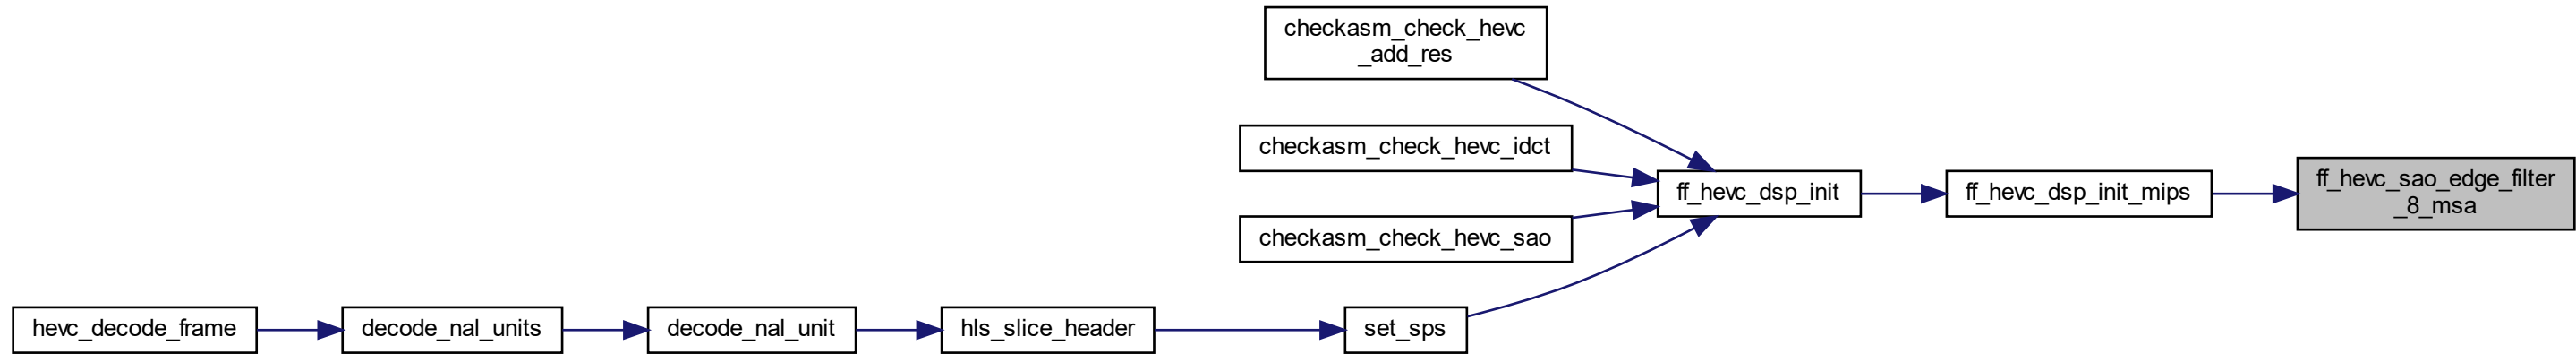 checkasm_check_hevc
_add_res
checkasm_check_hevc_idct
ff_hevc_sao_edge_filter
_8_msa
ff_hevc_dsp_init
ff_hevc_dsp_init_mips
checkasm_check_hevc_sao
hevc_decode_frame
decode_nal_units
decode_nal_unit
hls_slice_header
set_sps